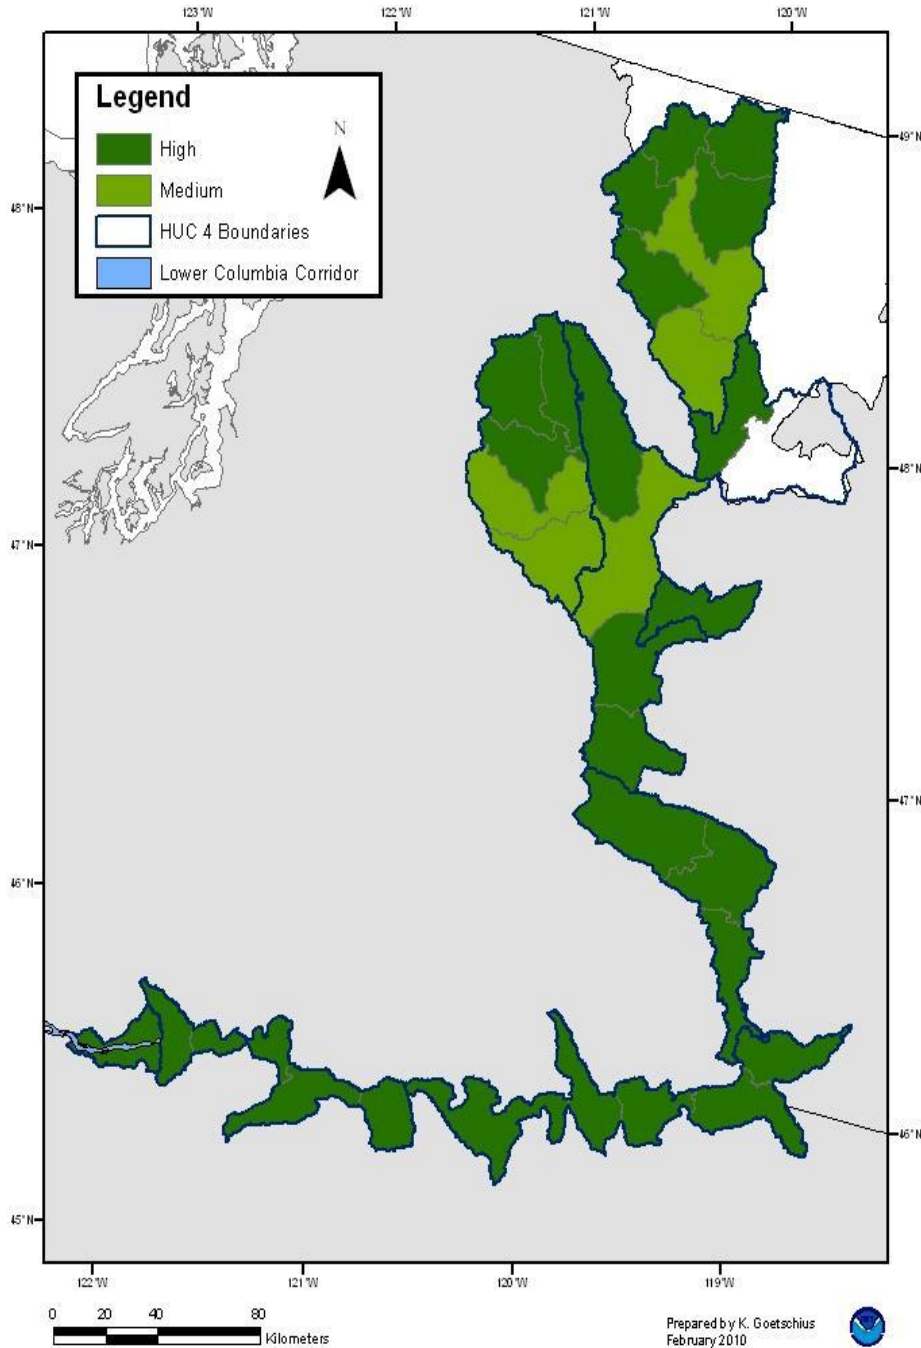 123°W 122°W 121°W 120°W
Legend
High
Medium
HUC 4 Boundaries
Lower Columbia Corridor
N
49°N
48°N
48°N
47°N
47°N
46°N
46°N
45°N
122°W 121°W 120°W 119°W
0 20 40 80
Kilometers
Prepared by K. Goetschius
February 2010